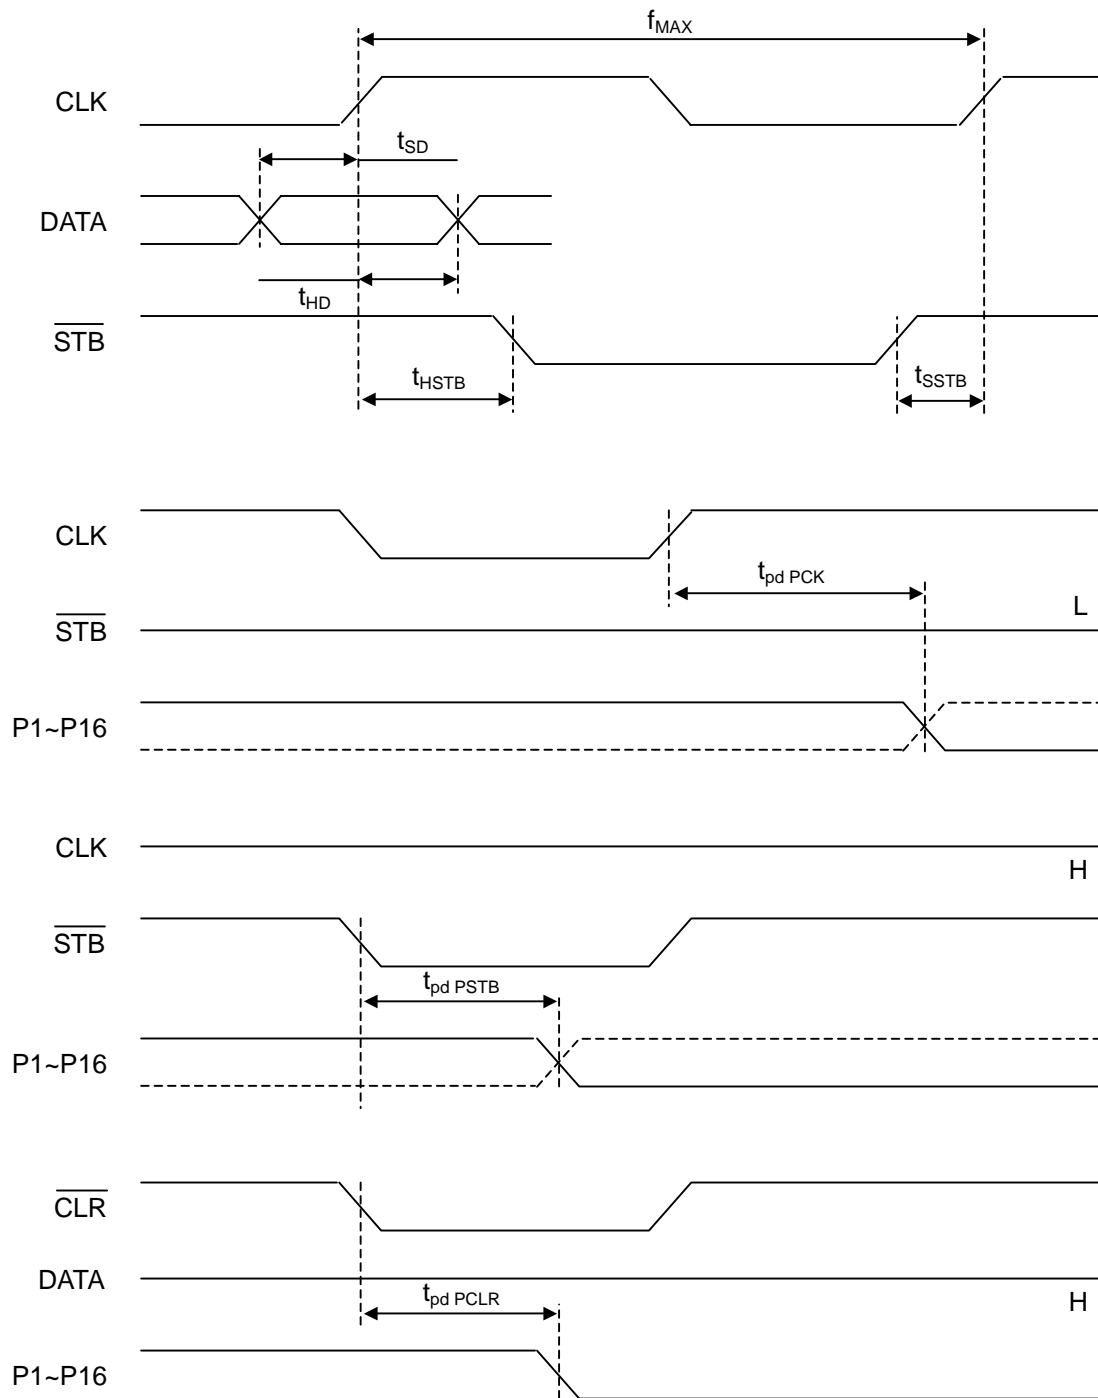 fMAX
CLK
tSD
DATA
tHD
STB
tHSTB
tSSTB
CLK
tpd PCK
L
STB
P1~P16
CLK
H
STB
tpd PSTB
P1~P16
CLR
DATA
tpd PCLR
H
P1~P16